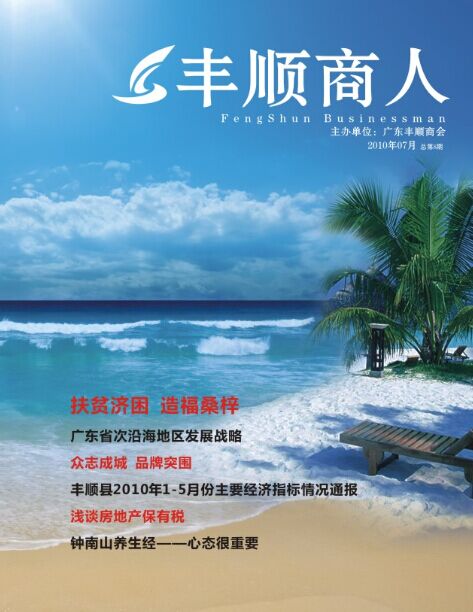 丰顺商人
FengShun Businessman
主办单位：广东丰顺商会
2010年07月 总第8期
扶贫济困 造福桑梓
广东省次沿海地区发展战略
众志成城 品牌突围
丰顺县2010年1-5月份主要经济指标情况通报
浅谈房地产保有税
钟南山养生经——心态很重要